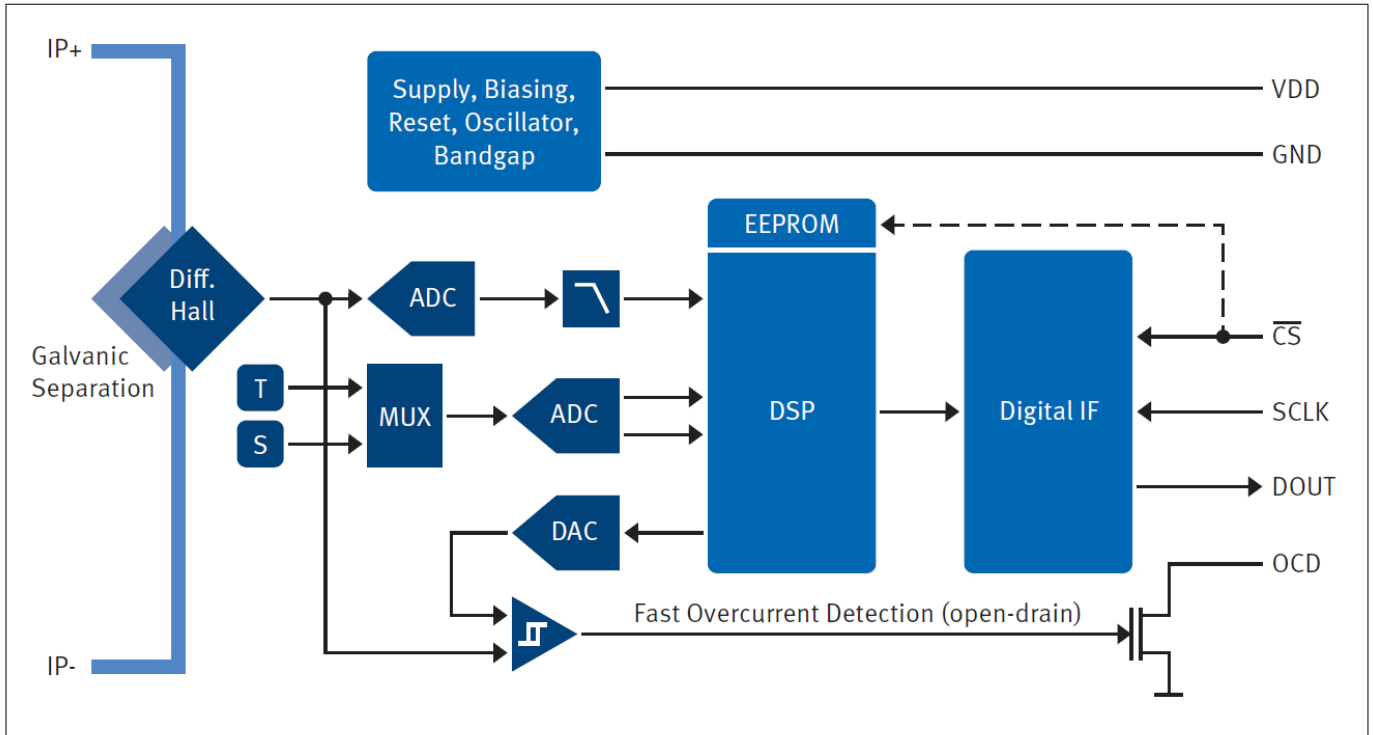 IP+
Supply, Biasing,
Reset, Oscillator,
Bandgap
VDD
GND
EEPROM
Diff.
Hall
ADC
Galvanic
Separation
C̅S̅
T
S
MUX
ADC
DSP
Digital IF
SCLK
DOUT
DAC
OCD
Fast Overcurrent Detection (open-drain)
IP-